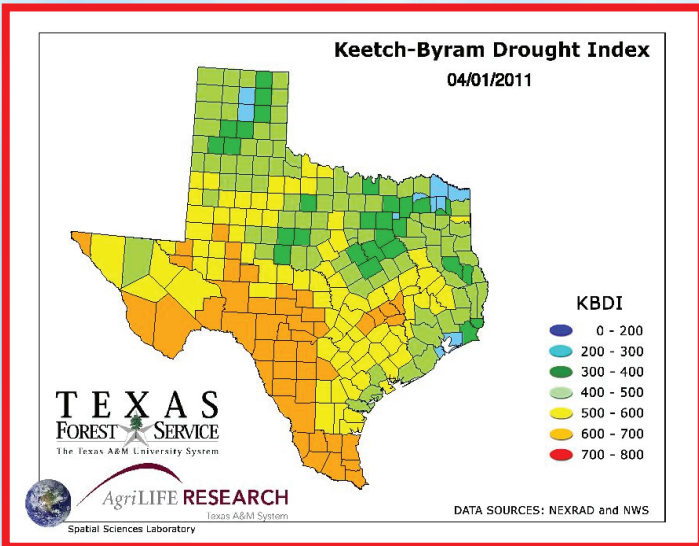 Keetch-Byram Drought Index
04/01/2011
KBDI
0 - 200
200 - 300
300 - 400
400 - 500
500 - 600
600 - 700
700 - 800
TEXAS
FOREST SERVICE
The Texas A&M University System
AgriLIFE RESEARCH
Texas A&M System
Spatial Sciences Laboratory
DATA SOURCES: NEXRAD and NWS